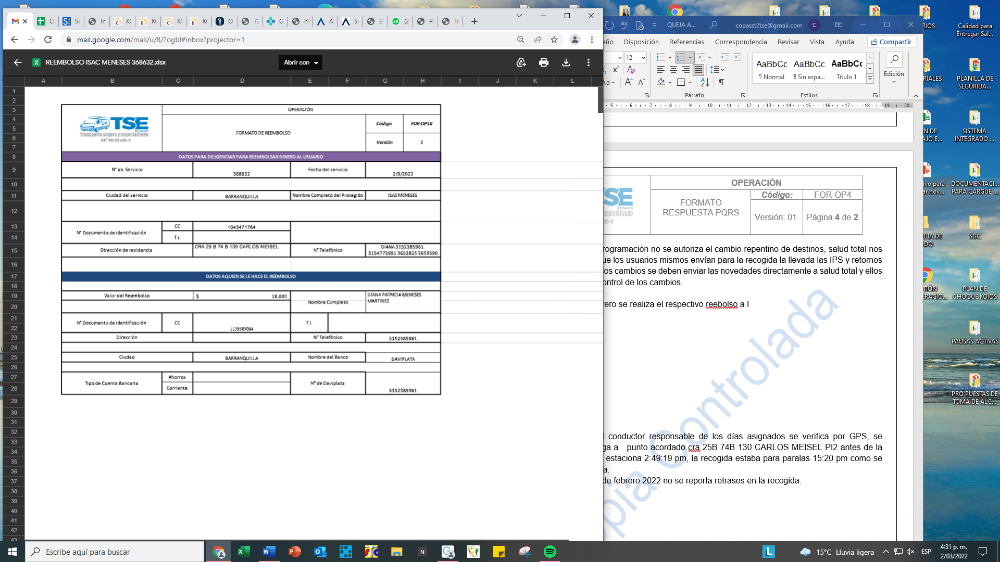 mail.google.com/mail/u/8/?ogbl#inbox?projector=1
REEMBOLSO ISAC MENESES 368632.xlsx
Abrir con
A B C D E F G H I J K L
TSE
EN SALUD
Transporte seguro y especializado
NIT. 901.131.630-0
OPERACIÓN
FORMATO DE REEMBOLSO
Código FOR-OP16
Versión 1
DATOS PARA DILIGENCIAR PARA REEMBOLSAR DINERO AL USUARIO
N° de Servicio 368632 Fecha del servicio 2/9/2022
Ciudad del servicio BARRANQUILLA Nombre Completo del Protegido ISAS MENESES
N° Documento de identificación CC 1043471764
T.I.
Dirección de residencia CRA 25 B 74 B 130 CARLOS MEISEL N° Telefónico DIANA 3152385961
3154773991 3653825 3659590
DATOS AQUIEN SE LE HACE EL REEMBOLSO
Valor del Reembolso $ 18.000 Nombre Completo DIANA PATRICIA MENESES
MARTINEZ
N° Documento de identificación CC 1129583094 T.I.
Dirección N° Telefónico 3152385961
Ciudad BARRANQUILLA Nombre del Banco DAVIPLATA
Tipo de Cuenta Bancaria Ahorros
Corriente
N° de Daviplata 3152385961
QUEJA A... copasst2tse@gmail.com C
eño Disposición Referencias Correspondencia Revisar Vista Ayuda Compartir
12
AaBbCc AaBbCc AaBbCc
¶ Normal ¶ Sin espa... Título 1
Edición
Párrafo Estilos
SE
EN SALUD
specializado
30-0
OPERACIÓN
FORMATO
RESPUESTA PQRS
Código: FOR-OP4
Versión: 01 Página 4 de 2
rogramación no se autoriza el cambio repentino de destinos, salud total nos
ue los usuarios mismos envían para la recogida la llevada las IPS y retornos
os cambios se deben enviar las novedades directamente a salud total y ellos
ontrol de los cambios.
rero se realiza el respectivo reebolso a l
l conductor responsable de los días asignados se verifica por GPS, se
ga a punto acordado cra 25B 74B 130 CARLOS MEISEL PI2 antes de la
estaciona 2:49:19 pm, la recogida estaba para paralas 15:20 pm como se
a.
de febrero 2022 no se reporta retrasos en la recogida.
pia Controlada
RIOS
Calidad para
Entregar Sal...
RIALES
PLANILLA DE
SEGURIDA...
N DE
AJO E...
SISTEMA
INTEGRADO ...
ivo para
ar nov...
DOCUMENTACI...
PARA CARGUE ...
ETA DE
DO
SGC
TIÓN
ERACIO...
PLAN DE
CHOQUE KOIOS
PAUSAS ACTIVAS
PRO´PUESTAS DE
TOMA DE ALC...
Escribe aquí para buscar
15°C Lluvia ligera
ESP
4:31 p. m.
2/03/2022